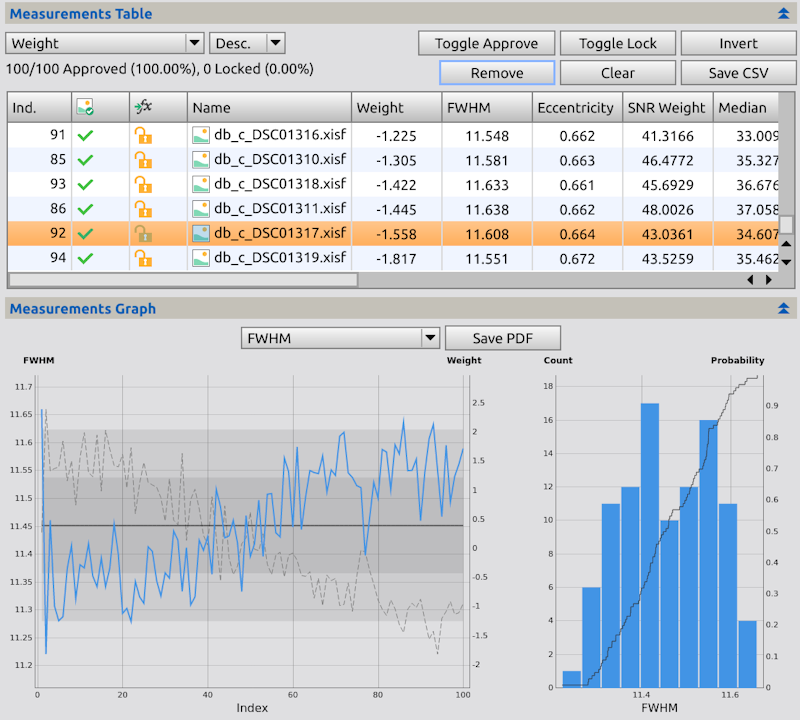 Measurements Table
Weight Desc. Toggle Approve Toggle Lock Invert
100/100 Approved (100.00%), 0 Locked (0.00%) Remove Clear Save CSV
Ind. fx Name Weight FWHM Eccentricity SNR Weight Median
91 db_c_DSC01316.xisf -1.225 11.548 0.662 41.3166 33.009
85 db_c_DSC01310.xisf -1.305 11.581 0.663 46.4772 35.327
93 db_c_DSC01318.xisf -1.422 11.633 0.661 45.6929 36.676
86 db_c_DSC01311.xisf -1.445 11.638 0.662 48.0026 37.058
92 db_c_DSC01317.xisf -1.558 11.608 0.664 43.0361 34.607
94 db_c_DSC01319.xisf -1.817 11.551 0.672 43.5259 35.462
Measurements Graph
FWHM Save PDF
FWHM Weight
11.7
11.65
11.6
11.55
11.5
11.45
11.4
11.35
11.3
11.25
11.2
2.5
2
1.5
1
0.5
0
-0.5
-1
-1.5
-2
0 20 40 60 80 100
Index
Count Probability
18
16
14
12
10
8
6
4
2
0
0.9
0.8
0.7
0.6
0.5
0.4
0.3
0.2
0.1
0
11.4 11.6
FWHM